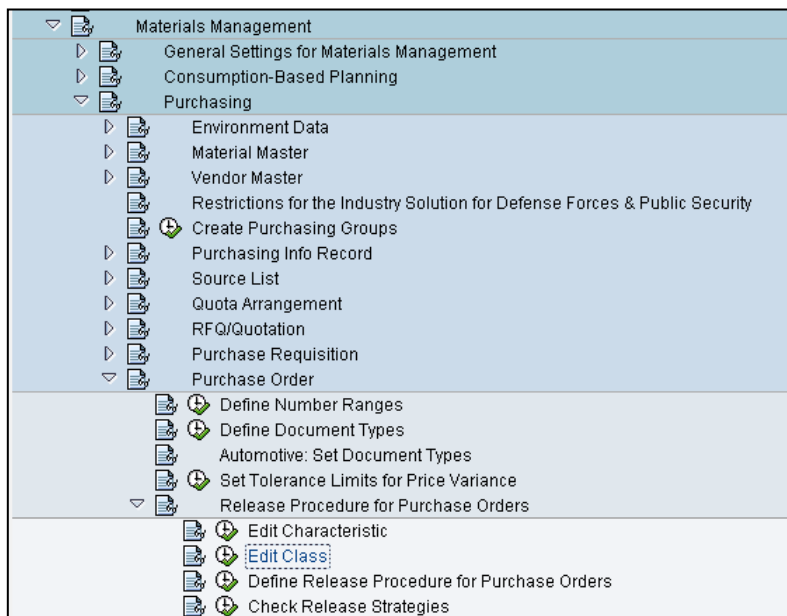 Materials Management
General Settings for Materials Management
Consumption-Based Planning
Purchasing
Environment Data
Material Master
Vendor Master
Restrictions for the Industry Solution for Defense Forces & Public Security
Create Purchasing Groups
Purchasing Info Record
Source List
Quota Arrangement
RFQ/Quotation
Purchase Requisition
Purchase Order
Define Number Ranges
Define Document Types
Automotive: Set Document Types
Set Tolerance Limits for Price Variance
Release Procedure for Purchase Orders
Edit Characteristic
Edit Class
Define Release Procedure for Purchase Orders
Check Release Strategies